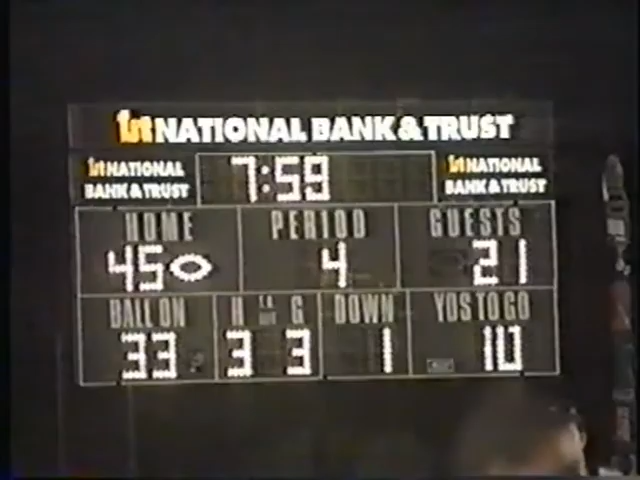 1st NATIONAL BANK & TRUST
1st NATIONAL BANK & TRUST
7:59
1st NATIONAL BANK & TRUST
HOME PERIOD GUESTS
45 4 21
BALL ON H G DOWN YDS TO GO
33 3 3 1 10